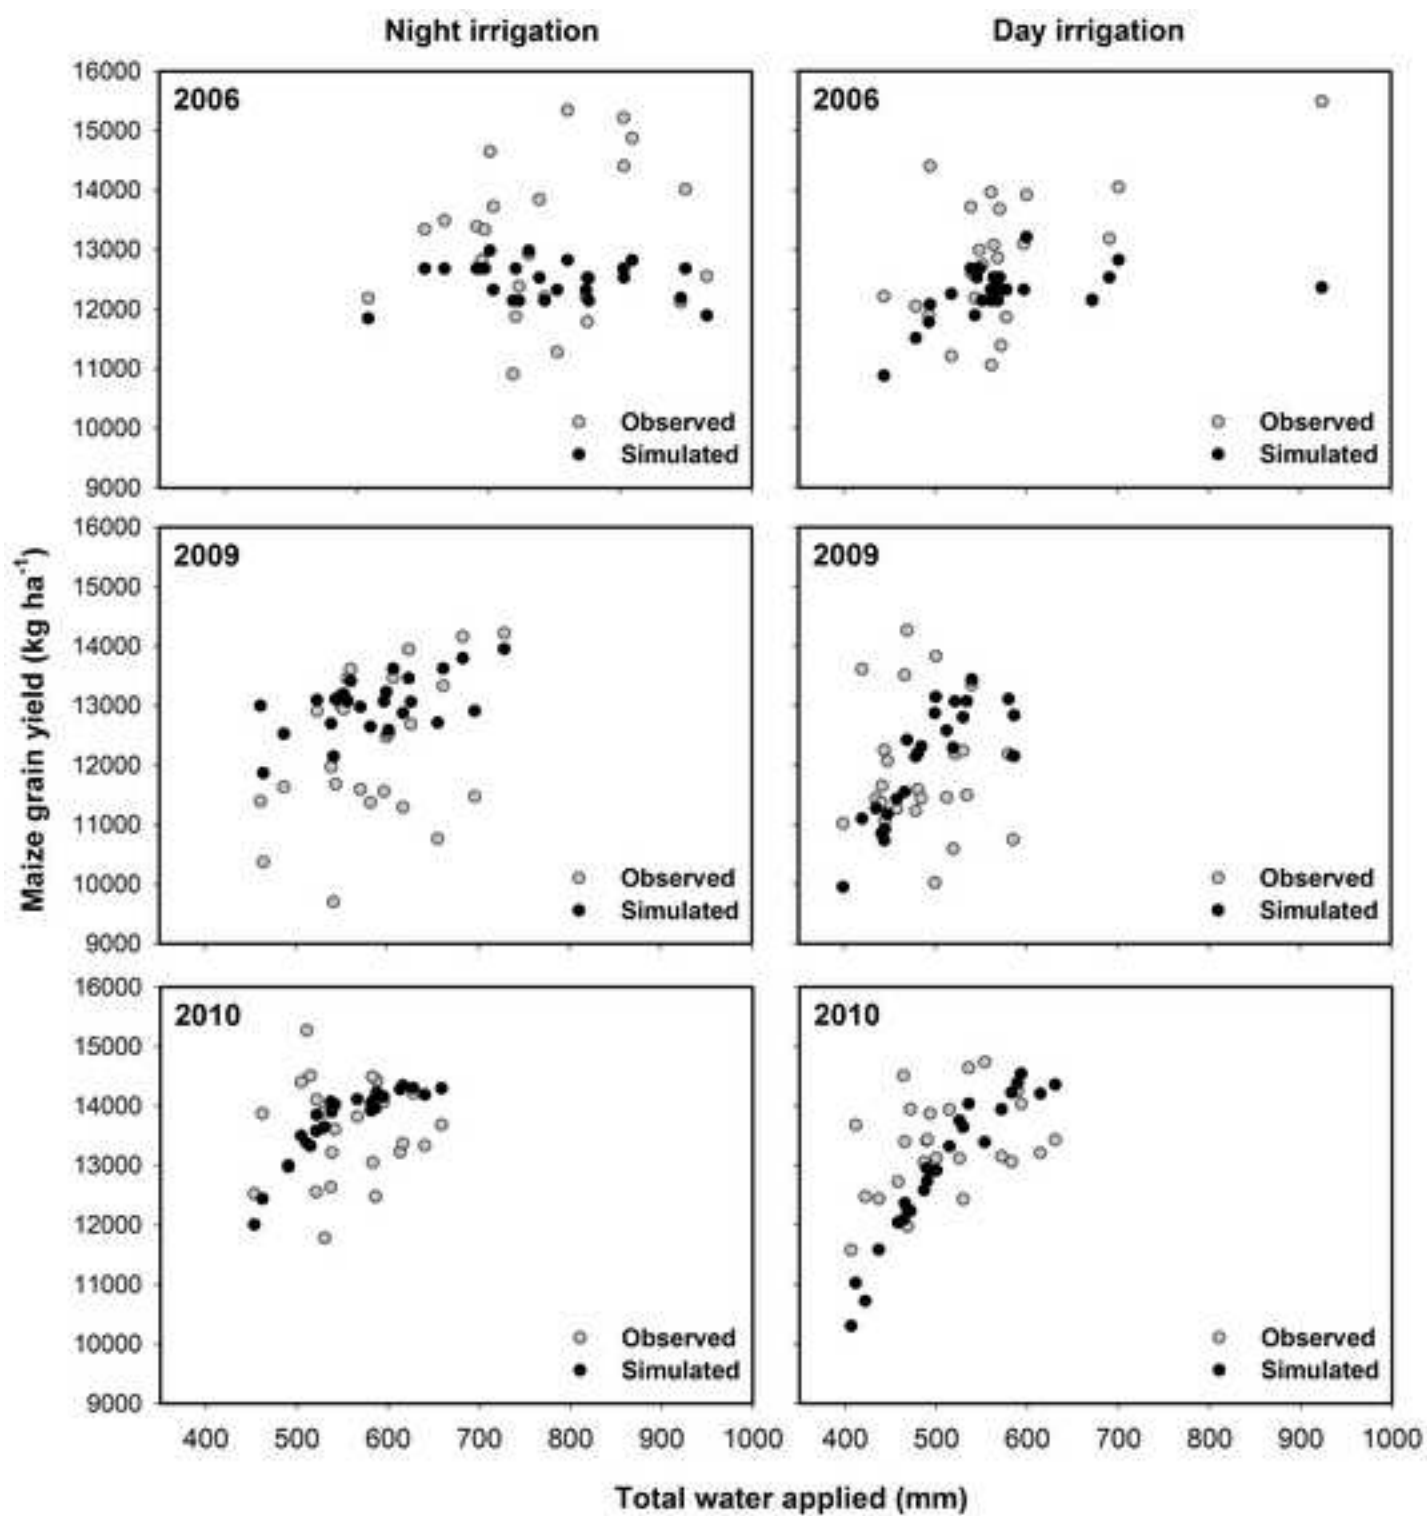 Night irrigation
Day irrigation
Maize grain yield (kg ha⁻¹)
16000
15000
14000
13000
12000
11000
10000
9000
2006
Observed
Simulated
2006
Observed
Simulated
16000
15000
14000
13000
12000
11000
10000
9000
2009
Observed
Simulated
2009
Observed
Simulated
16000
15000
14000
13000
12000
11000
10000
9000
2010
Observed
Simulated
2010
Observed
Simulated
400 500 600 700 800 900 1000
400 500 600 700 800 900 1000
Total water applied (mm)